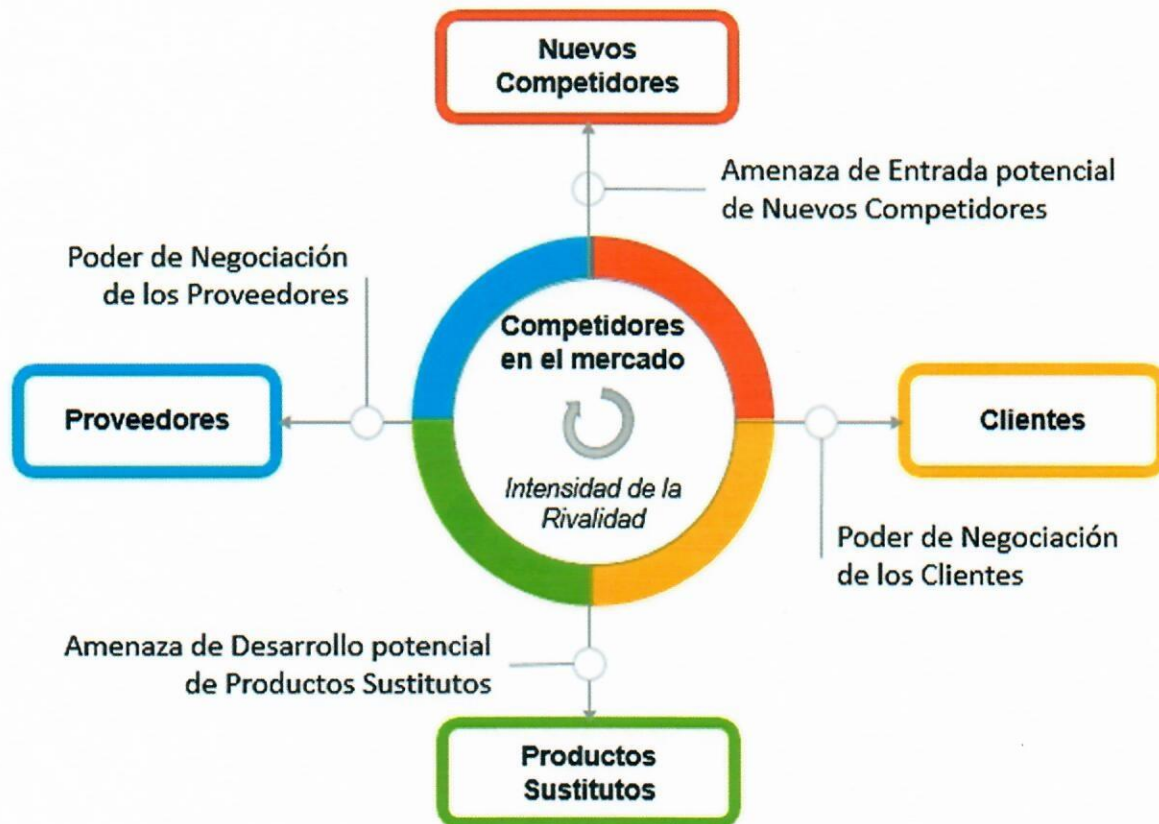 Nuevos
Competidores
Amenaza de Entrada potencial
de Nuevos Competidores
Poder de Negociación
de los Proveedores
Competidores
en el mercado
Proveedores
Clientes
Intensidad de la
Rivalidad
Poder de Negociación
de los Clientes
Amenaza de Desarrollo potencial
de Productos Sustitutos
Productos
Sustitutos